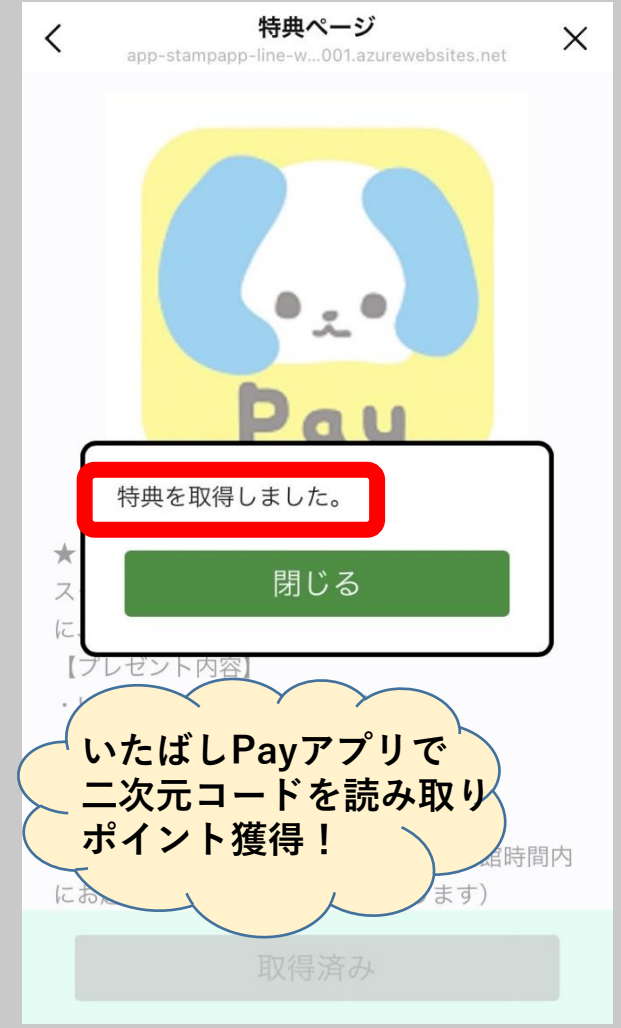 特典ページ
app-stampapp-line-w...001.azurewebsites.net
Pay
特典を取得しました。
閉じる
★
ス
に
【プレゼント内容】
いたばしPayアプリで
二次元コードを読み取り
ポイント獲得!
館時間内
にお
ます)
取得済み